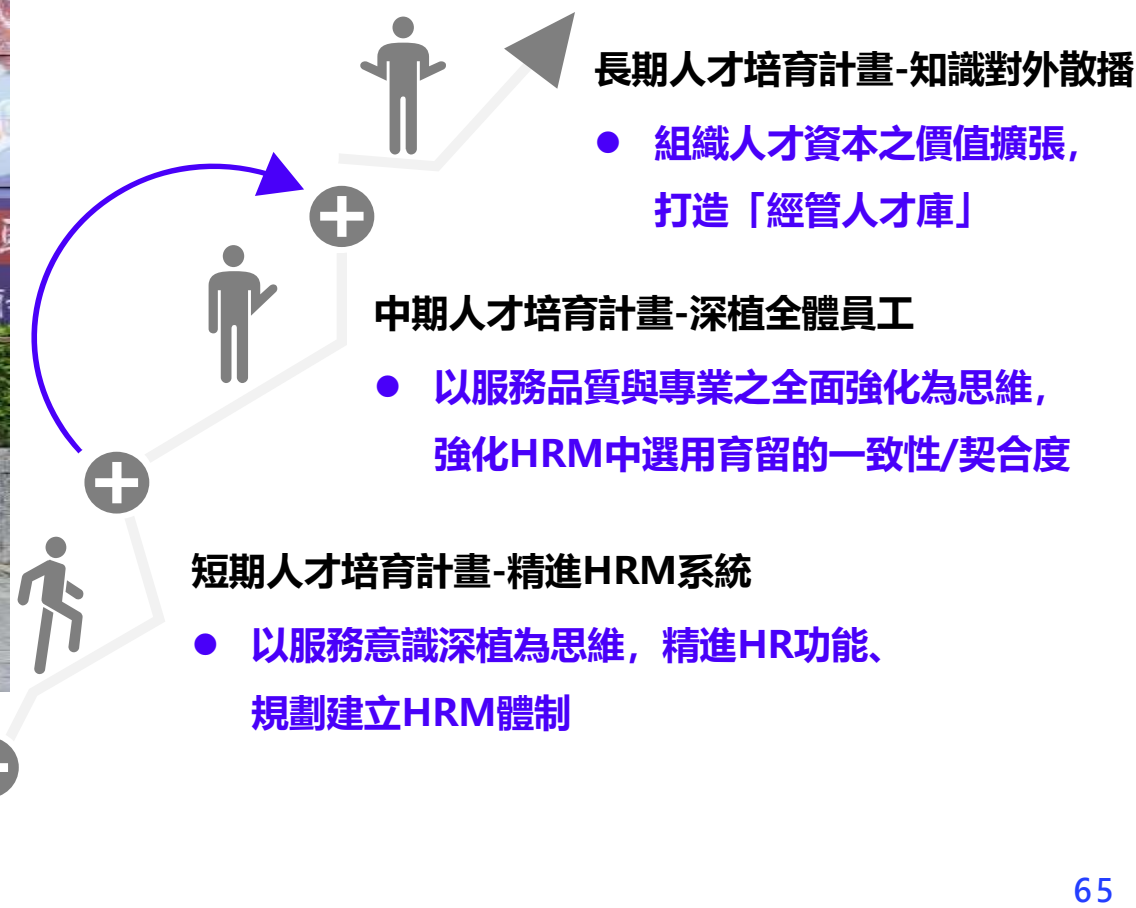 長期人才培育計畫-知識對外散播
● 組織人才資本之價值擴張，
打造「經管人才庫」
中期人才培育計畫-深植全體員工
● 以服務品質與專業之全面強化為思維，
強化HRM中選用育留的一致性/契合度
短期人才培育計畫-精進HRM系統
● 以服務意識深植為思維，精進HR功能、
規劃建立HRM體制
65